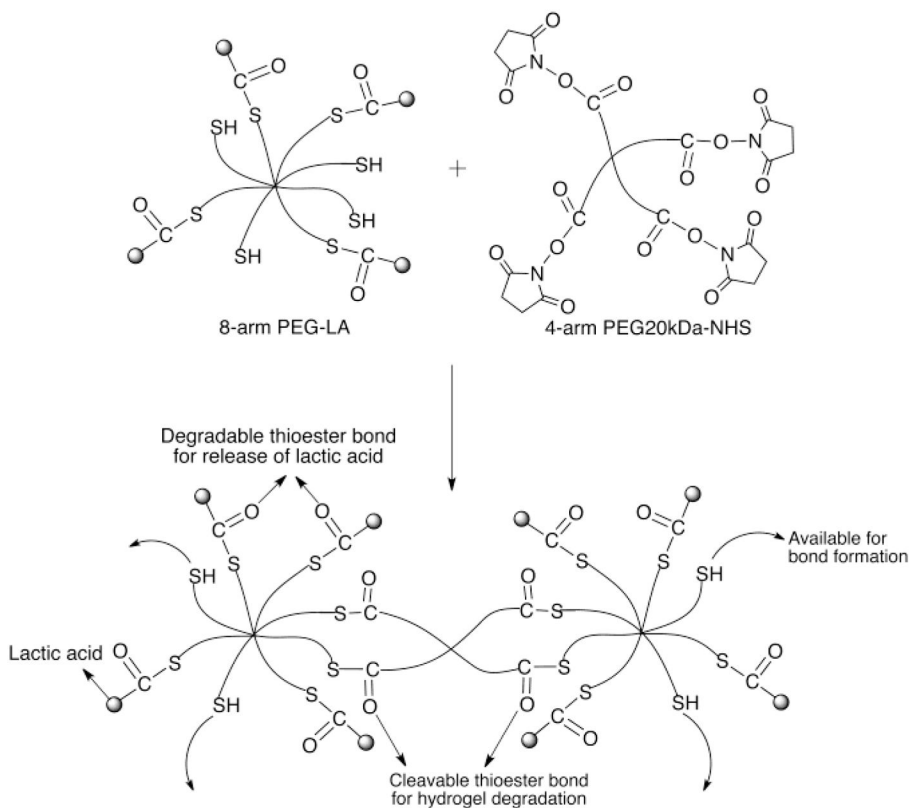 O
C
S
O
S C
SH
SH
O
C
S
SH
SH
S
C
O
8-arm PEG-LA
+
O
N
O
O
O
C
O
C
O
N
O
O
O
C
O
N
O
O
O
C
O
N
O
O
4-arm PEG20kDa-NHS
Degradable thioester bond
for release of lactic acid
O
C
S
O
C
S
SH
O
S C
Lactic acid
O
C
S
S C
O
SH
S
C
O
O
C
S
O
C
S
SH
Available for
bond formation
O
C S
C S
O
S
C
O
SH
S
C
O
Cleavable thioester bond
for hydrogel degradation